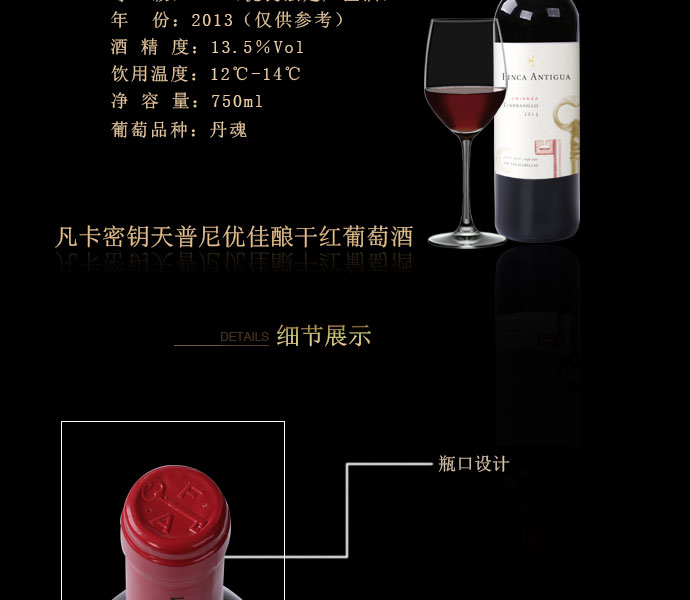 年 份：2013（仅供参考）
酒 精 度：13.5%Vol
饮用温度：12℃-14℃
净 容 量：750ml
葡萄品种：丹魂
FINCA ANTIGUA
CRIANZA
TEMPRANILLO
2013
凡卡密钥天普尼优佳酿干红葡萄酒
DETAILS 细节展示
瓶口设计
F
A